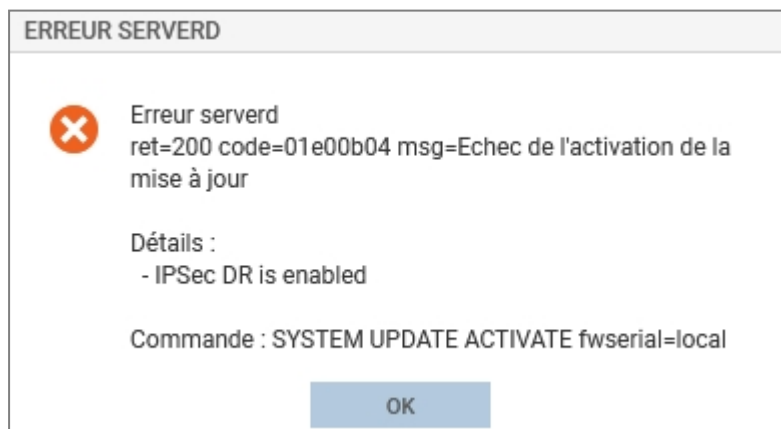 ERREUR SERVERD
Erreur serverd
ret=200 code=01e00b04 msg=Echec de l'activation de la
mise à jour
Détails :
- IPSec DR is enabled
Commande : SYSTEM UPDATE ACTIVATE fwserial=local
OK